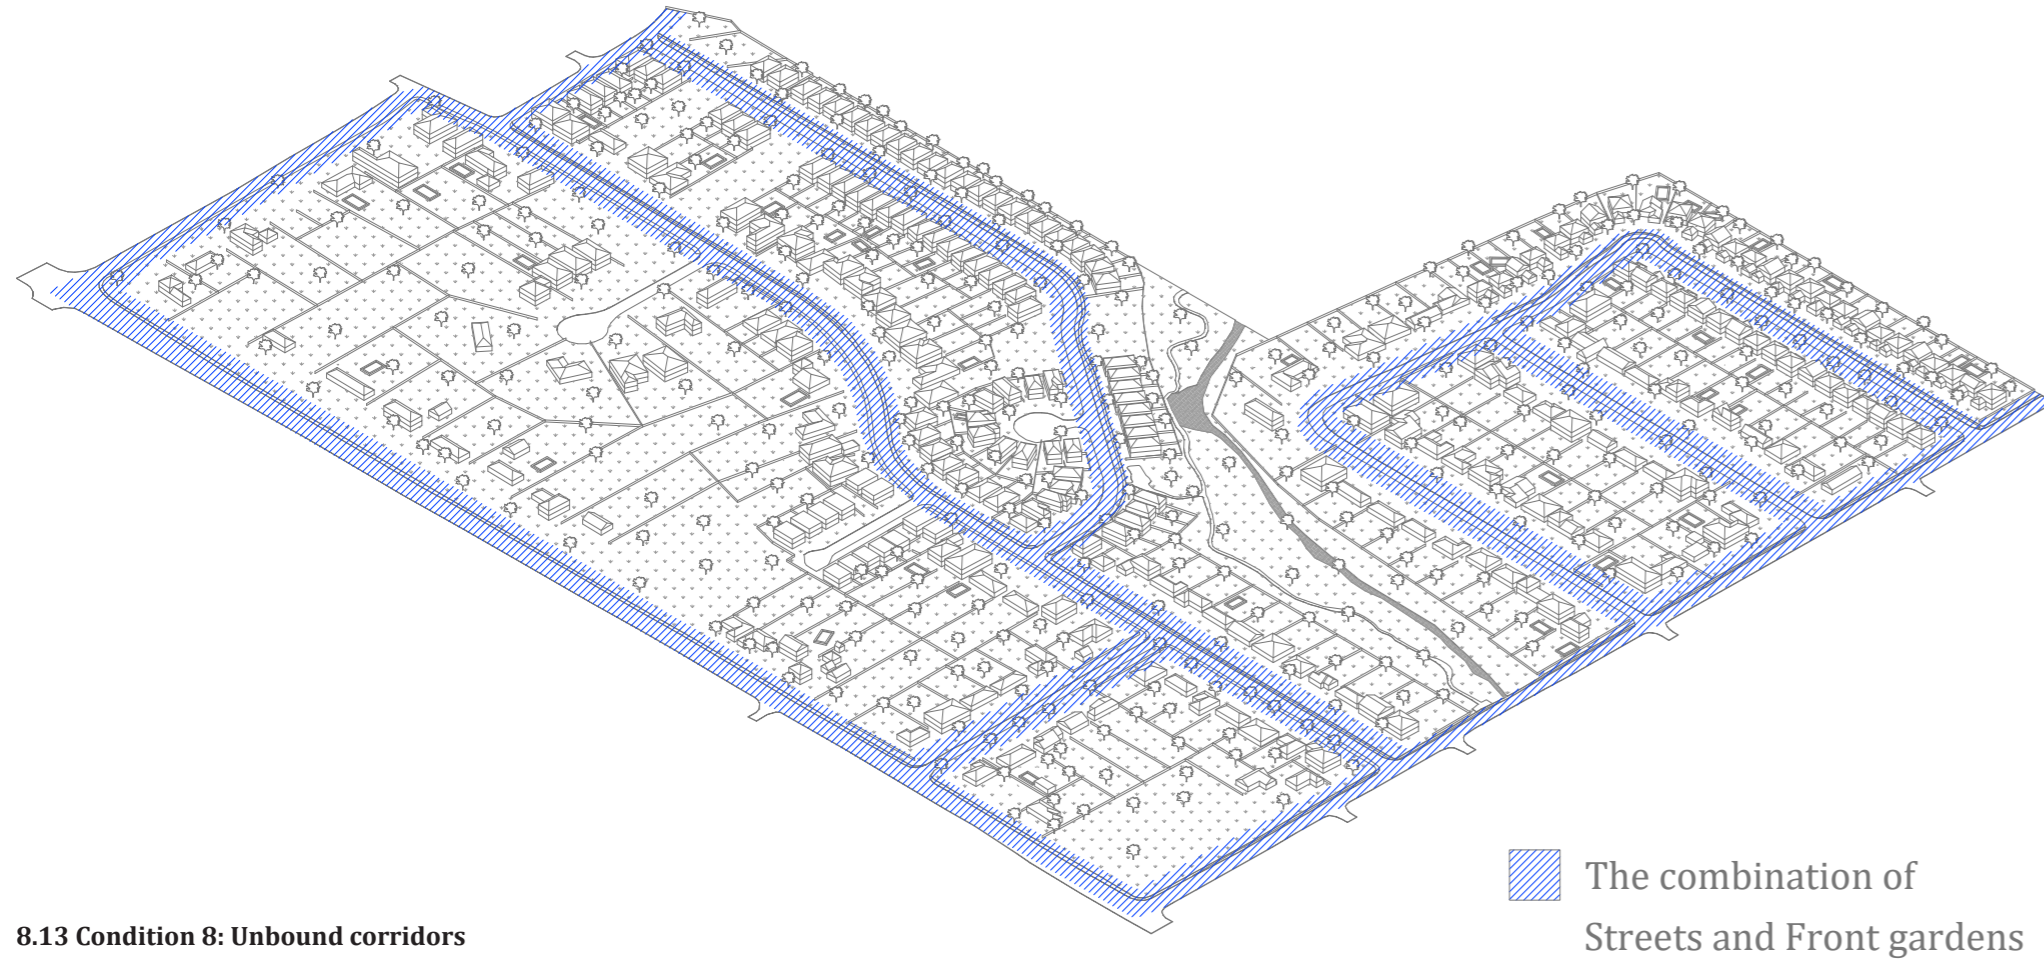 The combination of
Streets and Front gardens
8.13 Condition 8: Unbound corridors